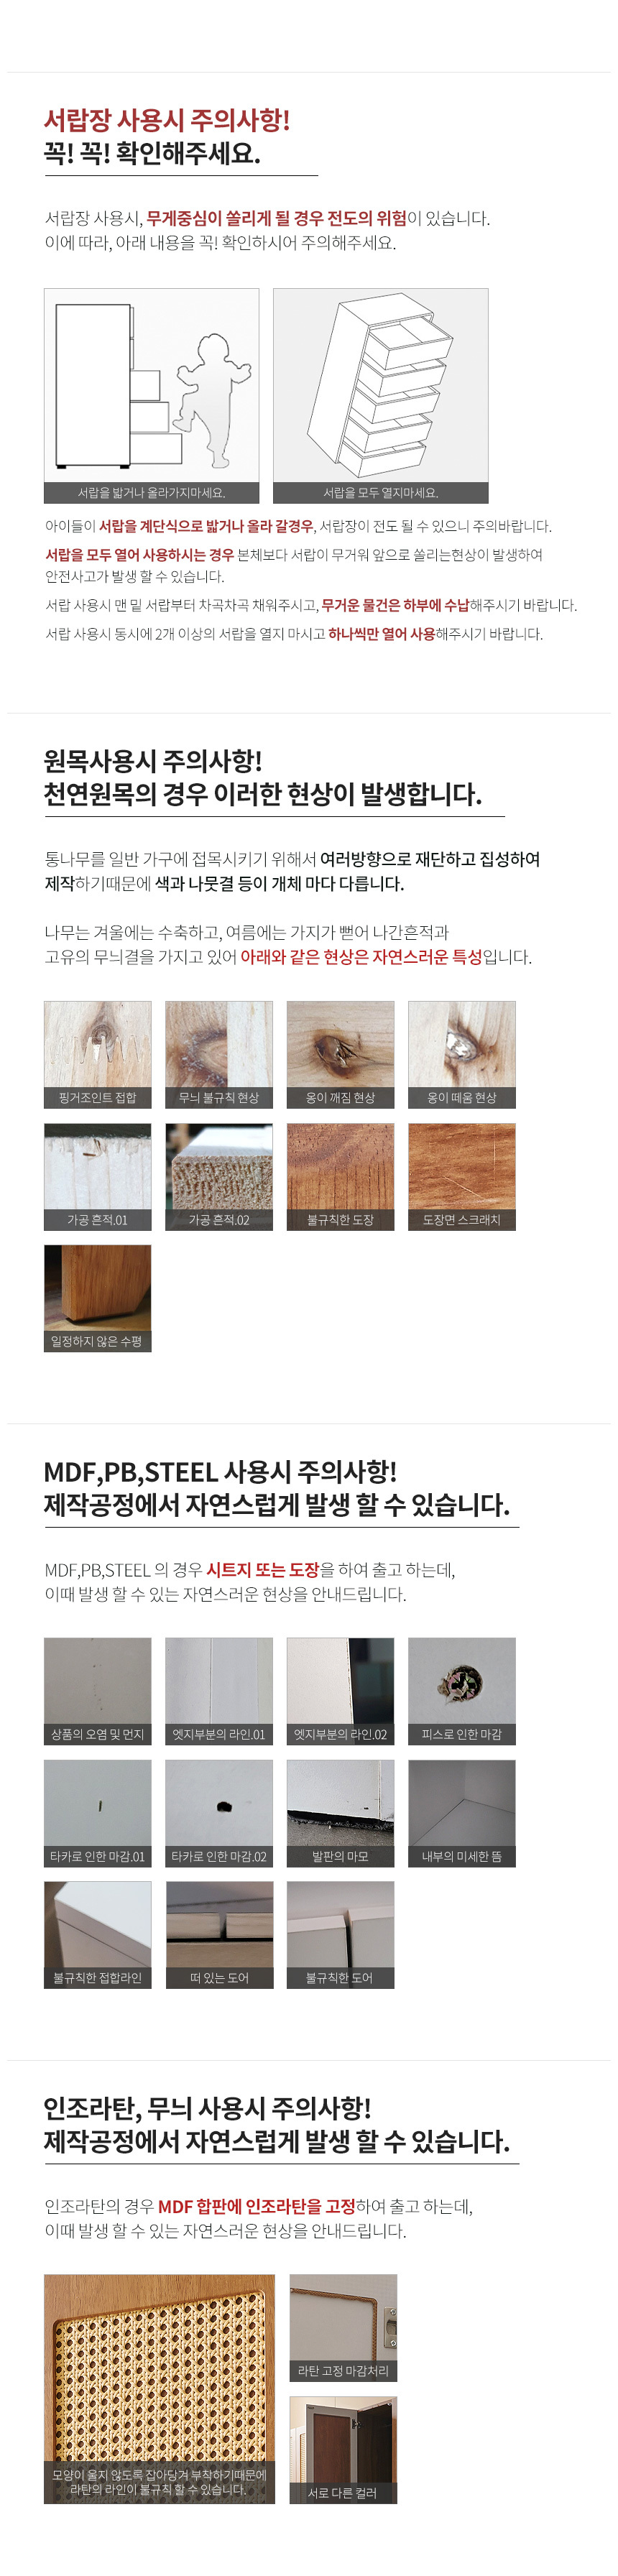 서랍장 사용시 주의사항!
꼭! 꼭! 확인해주세요.
서랍장 사용시, 무게중심이 쏠리게 될 경우 전도의 위험이 있습니다.
이에 따라, 아래 내용을 꼭! 확인하시어 주의해주세요.
서랍을 밟거나 올라가지마세요.
서랍을 모두 열지마세요.
아이들이 서랍을 계단식으로 밟거나 올라 갈경우, 서랍장이 전도 될 수 있으니 주의바랍니다.
서랍을 모두 열어 사용하시는 경우 본체보다 서랍이 무거워 앞으로 쏠리는현상이 발생하여
안전사고가 발생 할 수 있습니다.
서랍 사용시 맨 밑 서랍부터 차곡차곡 채워주시고, 무거운 물건은 하부에 수납해주시기 바랍니다.
서랍 사용시 동시에 2개 이상의 서랍을 열지 마시고 하나씩만 열어 사용해주시기 바랍니다.
원목사용시 주의사항!
천연원목의 경우 이러한 현상이 발생합니다.
통나무를 일반 가구에 접목시키기 위해서 여러방향으로 재단하고 집성하여
제작하기때문에 색과 나뭇결 등이 개체 마다 다릅니다.
나무는 겨울에는 수축하고, 여름에는 가지가 뻗어 나간흔적과
고유의 무늬결을 가지고 있어 아래와 같은 현상은 자연스러운 특성입니다.
핑거조인트 접합
무늬 불규칙 현상
옹이 깨짐 현상
옹이 떼움 현상
가공 흔적.01
가공 흔적.02
불규칙한 도장
도장면 스크래치
일정하지 않은 수평
MDF,PB,STEEL 사용시 주의사항!
제작공정에서 자연스럽게 발생 할 수 있습니다.
MDF,PB,STEEL 의 경우 시트지 또는 도장을 하여 출고 하는데,
이때 발생 할 수 있는 자연스러운 현상을 안내드립니다.
상품의 오염 및 먼지
엣지부분의 라인.01
엣지부분의 라인.02
피스로 인한 마감
타카로 인한 마감.01
타카로 인한 마감.02
발판의 마모
내부의 미세한 뜸
불규칙한 접합라인
떠 있는 도어
불규칙한 도어
인조라탄, 무늬 사용시 주의사항!
제작공정에서 자연스럽게 발생 할 수 있습니다.
인조라탄의 경우 MDF 합판에 인조라탄을 고정하여 출고 하는데,
이때 발생 할 수 있는 자연스러운 현상을 안내드립니다.
모양이 울지 않도록 잡아당겨 부착하기때문에
라탄의 라인이 불규칙 할 수 있습니다.
라탄 고정 마감처리
서로 다른 컬러